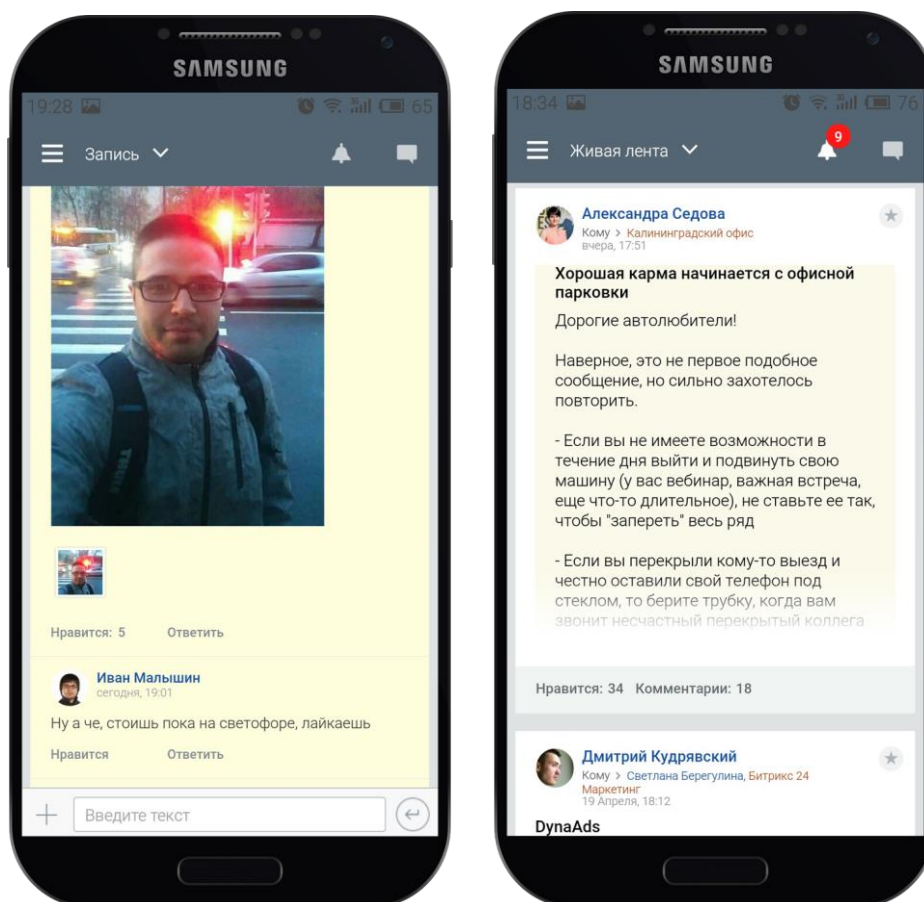 SAMSUNG
19:28
3G
65
Запись
Нравится: 5 Ответить
Иван Малышин
сегодня, 19:01
Ну а че, стоишь пока на светофоре, лайкаешь
Нравится Ответить
Введите текст
SAMSUNG
18:34
3G
76
Живая лента
9
Александра Седова
Кому > Калининградский офис
вчера, 17:51
Хорошая карма начинается с офисной
парковки
Дорогие автолюбители!
Наверное, это не первое подобное
сообщение, но сильно захотелось
повторить.
- Если вы не имеете возможности в
течение дня выйти и подвинуть свою
машину (у вас вебинар, важная встреча,
еще что-то длительное), не ставьте ее так,
чтобы "запереть" весь ряд
- Если вы перекрыли кому-то выезд и
честно оставили свой телефон под
стеклом, то берите трубку, когда вам
звонит несчастный перекрытый коллега
Нравится: 34 Комментарии: 18
Дмитрий Кудрявский
Кому > Светлана Берегулина, Битрикс 24
Маркетинг
19 Апреля, 18:12
DynaAds